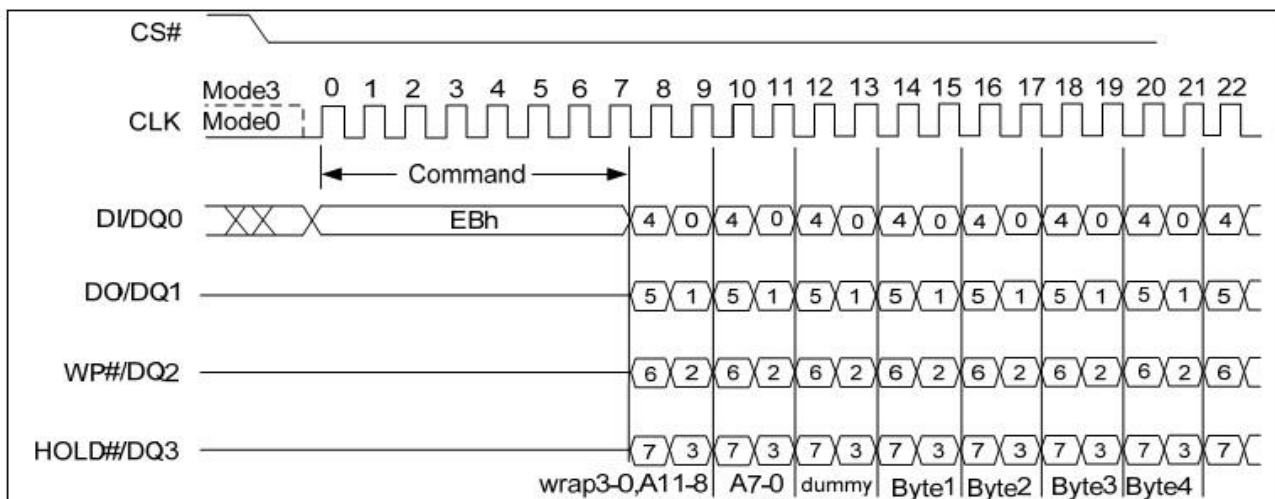 CS#
Mode3 0 1 2 3 4 5 6 7 8 9 10 11 12 13 14 15 16 17 18 19 20 21 22
CLK Mode0
Command
DI/DQ0 EBh 4 0 4 0 4 0 4 0 4 0 4 0 4 0 4
DO/DQ1 5 1 5 1 5 1 5 1 5 1 5 1 5 1 5
WP#/DQ2 6 2 6 2 6 2 6 2 6 2 6 2 6 2 6
HOLD#/DQ3 7 3 7 3 7 3 7 3 7 3 7 3 7 3 7
wrap3-0,A11-8 A7-0 dummy Byte1 Byte2 Byte3 Byte4